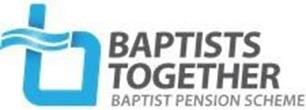 BAPTISTS
TOGETHER
BAPTIST PENSION SCHEME